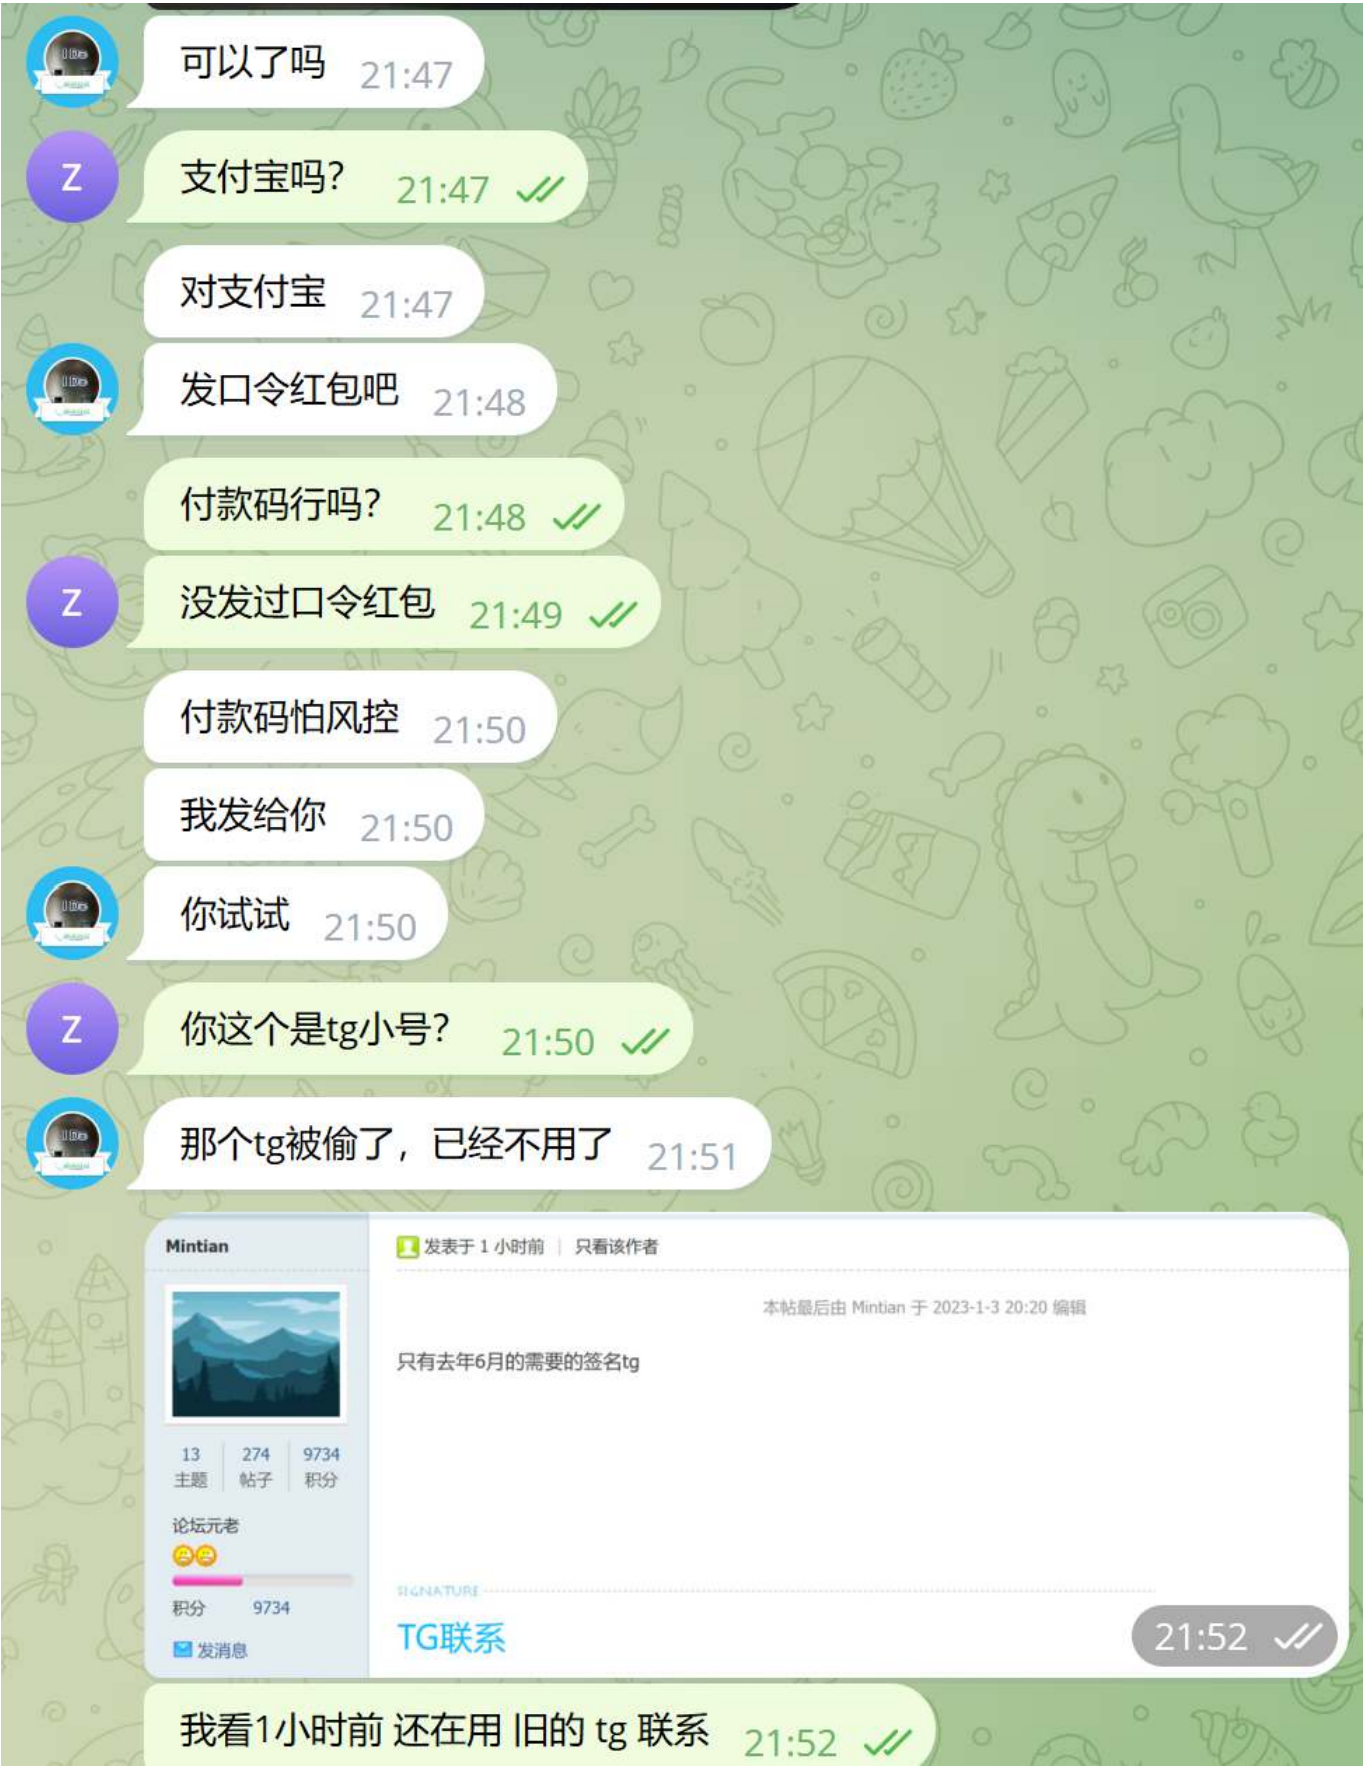 可以了吗 21:47
Z
支付宝吗？ 21:47
对支付宝 21:47
发口令红包吧 21:48
付款码行吗？ 21:48
Z
没发过口令红包 21:49
付款码怕风控 21:50
我发给你 21:50
你试试 21:50
Z
你这个是tg小号？ 21:50
那个tg被偷了，已经不用了 21:51
Mintian
发表于 1 小时前 | 只看该作者
本帖最后由 Mintian 于 2023-1-3 20:20 编辑
只有去年6月的需要的签名tg
13 274 9734
主题 帖子 积分
论坛元老
积分 9734
发消息
SIGNATURE
TG联系
21:52
我看1小时前 还在用 旧的 tg 联系 21:52